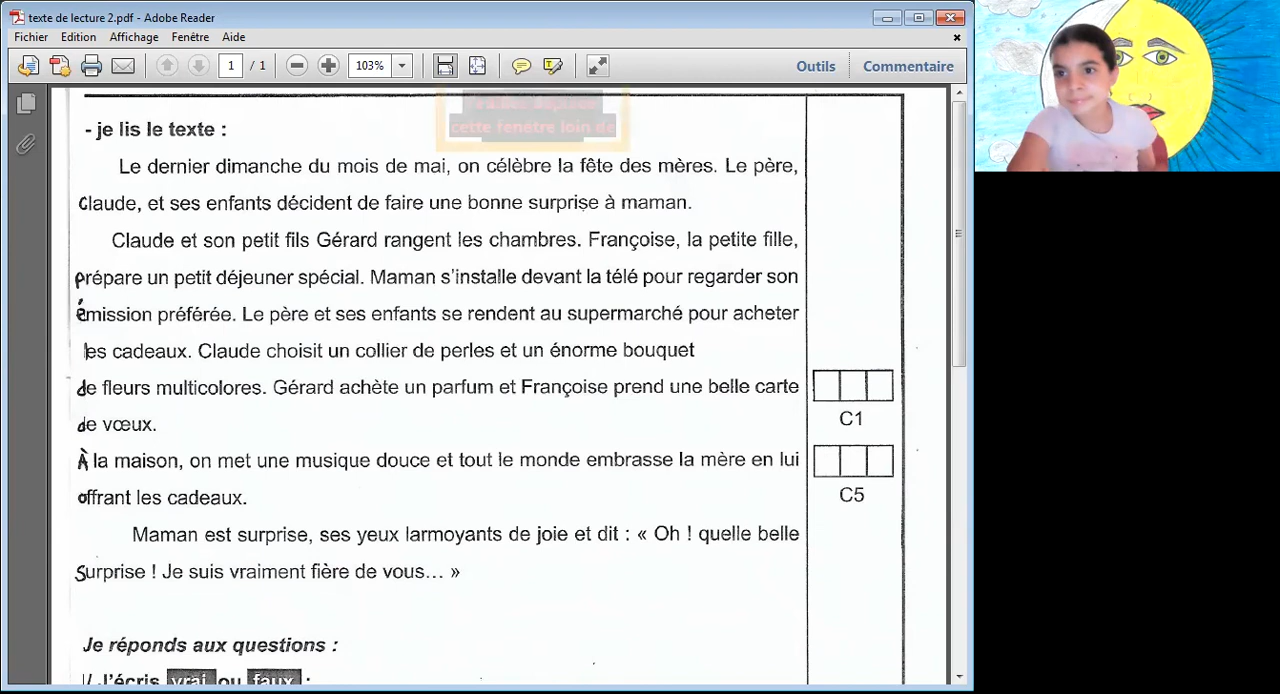 texte de lecture 2.pdf - Adobe Reader
Fichier Edition Affichage Fenêtre Aide
1 / 1 103% Outils Commentaire
cette fenêtre loin de
- je lis le texte :
Le dernier dimanche du mois de mai, on célèbre la fête des mères. Le père,
Claude, et ses enfants décident de faire une bonne surprise à maman.
Claude et son petit fils Gérard rangent les chambres. Françoise, la petite fille,
prépare un petit déjeuner spécial. Maman s'installe devant la télé pour regarder son
émission préférée. Le père et ses enfants se rendent au supermarché pour acheter
les cadeaux. Claude choisit un collier de perles et un énorme bouquet
de fleurs multicolores. Gérard achète un parfum et Françoise prend une belle carte
de vœux.
À la maison, on met une musique douce et tout le monde embrasse la mère en lui
offrant les cadeaux.
Maman est surprise, ses yeux larmoyants de joie et dit : « Oh ! quelle belle
Surprise ! Je suis vraiment fière de vous... »
C1
C5
Je réponds aux questions :
J'écris vrai ou faux :